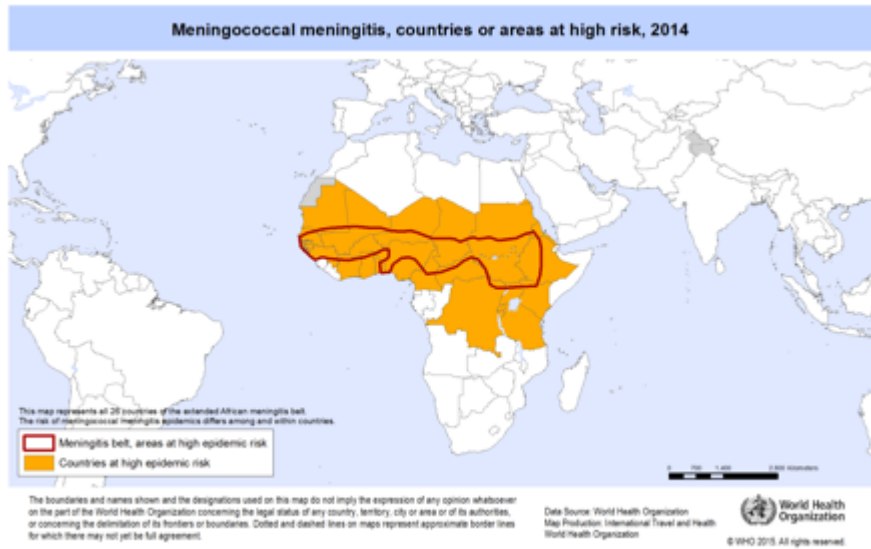 Meningococcal meningitis, countries or areas at high risk, 2014
This map represents all 26 countries of the extended African meningitis belt.
The risk of meningococcal meningitis epidemics differs among and within countries.
Meningitis belt, areas at high epidemic risk
Countries at high epidemic risk
0 700 1,400 2,800 Kilometers
The boundaries and names shown and the designations used on this map do not imply the expression of any opinion whatsoever
on the part of the World Health Organization concerning the legal status of any country, territory, city or area or of its authorities,
or concerning the delimitation of its frontiers or boundaries. Dotted and dashed lines on maps represent approximate border lines
for which there may not yet be full agreement.
Data Source: World Health Organization
Map Production: International Travel and Health
World Health Organization
World Health
Organization
© WHO 2015. All rights reserved.